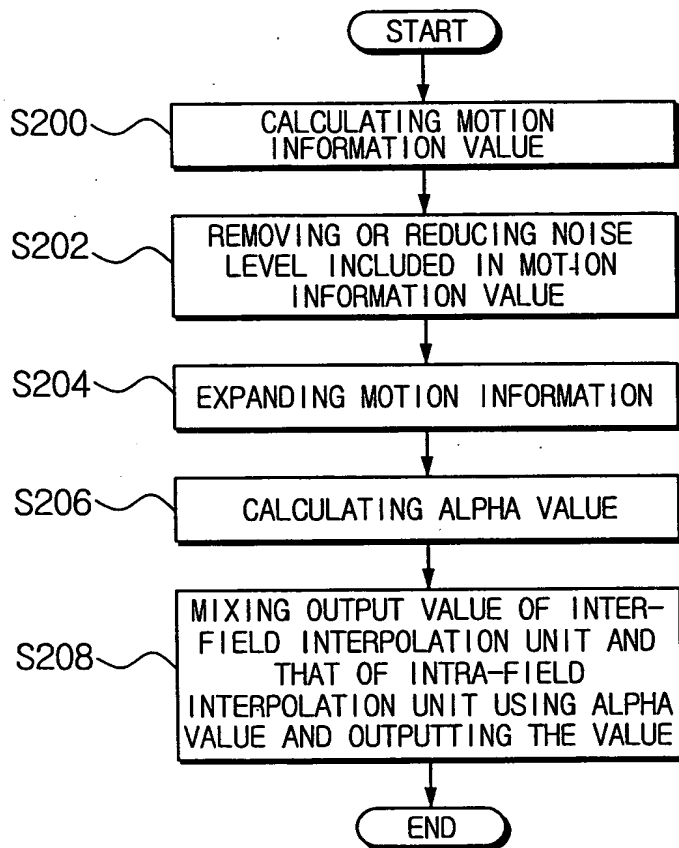 START
S200
CALCULATING MOTION
INFORMATION VALUE
S202
REMOVING OR REDUCING NOISE
LEVEL INCLUDED IN MOTION
INFORMATION VALUE
S204
EXPANDING MOTION INFORMATION
S206
CALCULATING ALPHA VALUE
S208
MIXING OUTPUT VALUE OF INTER-
FIELD INTERPOLATION UNIT AND
THAT OF INTRA-FIELD
INTERPOLATION UNIT USING ALPHA
VALUE AND OUTPUTTING THE VALUE
END